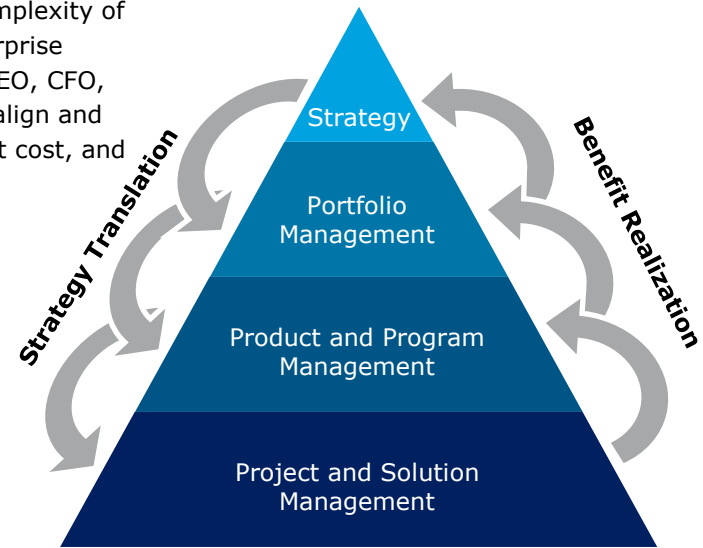 mplexity of
rprise
EO, CFO,
align and
t cost, and
Strategy
Portfolio
Management
Product and Program
Management
Project and Solution
Management
Strategy Translation
Benefit Realization